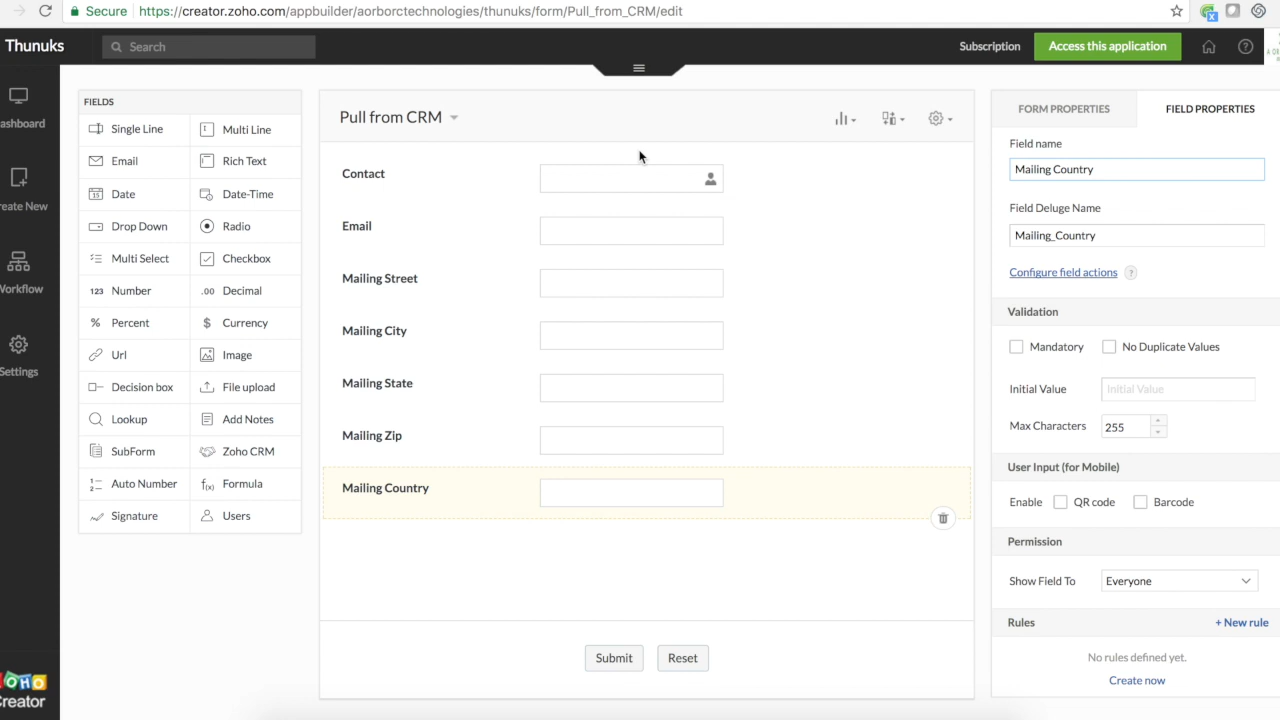 Secure https://creator.zoho.com/appbuilder/aorborctechnologies/thunuks/form/Pull_from_CRM/edit
Thunuks
Search
Subscription
Access this application
ashboard
reate New
Vorkflow
Settings
ZOHO
Creator
FIELDS
Single Line Multi Line
Email Rich Text
Date Date-Time
Drop Down Radio
Multi Select Checkbox
123 Number .00 Decimal
% Percent $ Currency
Url Image
Decision box File upload
Lookup Add Notes
SubForm Zoho CRM
Auto Number f(x) Formula
Signature Users
Pull from CRM
Contact
Email
Mailing Street
Mailing City
Mailing State
Mailing Zip
Mailing Country
Submit Reset
FORM PROPERTIES FIELD PROPERTIES
Field name
Mailing Country
Field Deluge Name
Mailing_Country
Configure field actions ?
Validation
Mandatory No Duplicate Values
Initial Value Initial Value
Max Characters 255
User Input (for Mobile)
Enable QR code Barcode
Permission
Show Field To Everyone
Rules + New rule
No rules defined yet.
Create now